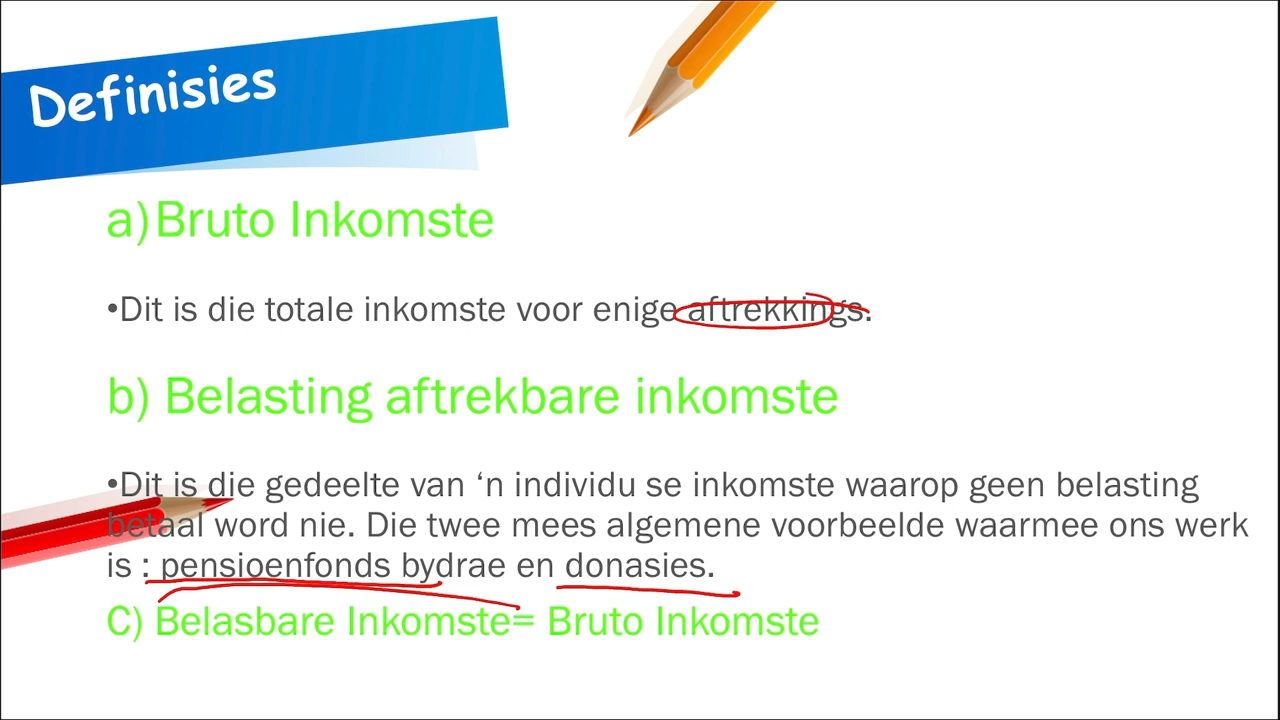 Definisies
a) Bruto Inkomste
•Dit is die totale inkomste voor enige aftrekkings.
b) Belasting aftrekbare inkomste
•Dit is die gedeelte van ‘n individu se inkomste waarop geen belasting
betaal word nie. Die twee mees algemene voorbeelde waarmee ons werk
is : pensioenfonds bydrae en donasies.
C) Belasbare Inkomste= Bruto Inkomste